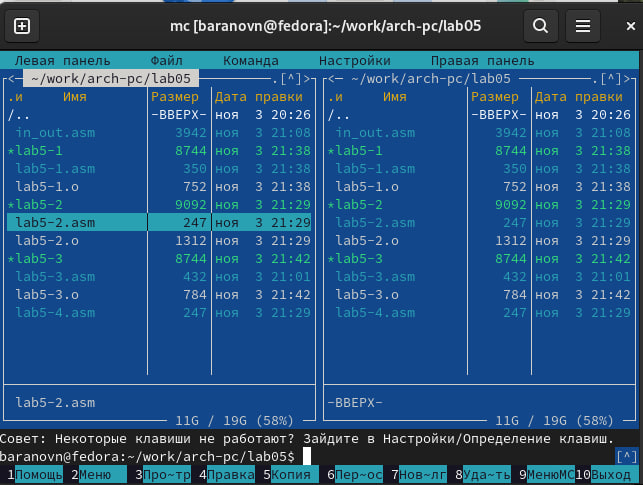 mc [baranovn@fedora]:~/work/arch-pc/lab05
Левая панель Файл Команда Настройки Правая панель
<─ ~/work/arch-pc/lab05 ─.[^]> <─ ~/work/arch-pc/lab05 ─.[^]>
.и Имя Размер Дата правки .и Имя Размер Дата правки
/.. -ВВЕРХ- ноя 3 20:26 /.. -ВВЕРХ- ноя 3 20:26
in_out.asm 3942 ноя 3 21:08 in_out.asm 3942 ноя 3 21:08
*lab5-1 8744 ноя 3 21:38 *lab5-1 8744 ноя 3 21:38
lab5-1.asm 350 ноя 3 21:38 lab5-1.asm 350 ноя 3 21:38
lab5-1.o 752 ноя 3 21:38 lab5-1.o 752 ноя 3 21:38
*lab5-2 9092 ноя 3 21:29 *lab5-2 9092 ноя 3 21:29
lab5-2.asm 247 ноя 3 21:29 lab5-2.asm 247 ноя 3 21:29
lab5-2.o 1312 ноя 3 21:29 lab5-2.o 1312 ноя 3 21:29
*lab5-3 8744 ноя 3 21:42 *lab5-3 8744 ноя 3 21:42
lab5-3.asm 432 ноя 3 21:01 lab5-3.asm 432 ноя 3 21:01
lab5-3.o 784 ноя 3 21:42 lab5-3.o 784 ноя 3 21:42
lab5-4.asm 247 ноя 3 21:29 lab5-4.asm 247 ноя 3 21:29
lab5-2.asm -ВВЕРХ-
11G / 19G (58%) 11G / 19G (58%)
Совет: Некоторые клавиши не работают? Зайдите в Настройки/Определение клавиш.
baranovn@fedora:~/work/arch-pc/lab05$ [^]
1Помощь 2Меню 3Про~тр 4Правка 5Копия 6Пер~ос 7Нов~лг 8Уда~ть 9МенюMC 10Выход